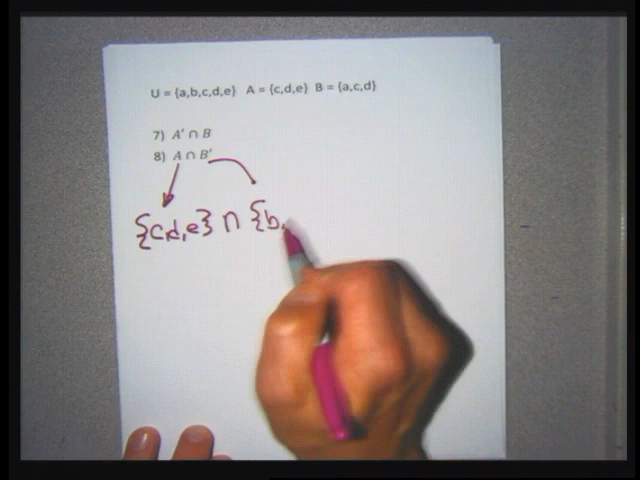 U = {a,b,c,d,e} A = {c,d,e} B = {a,c,d}
7) A' ∩ B
8) A ∩ B'
{c,d,e} ∩ {b,